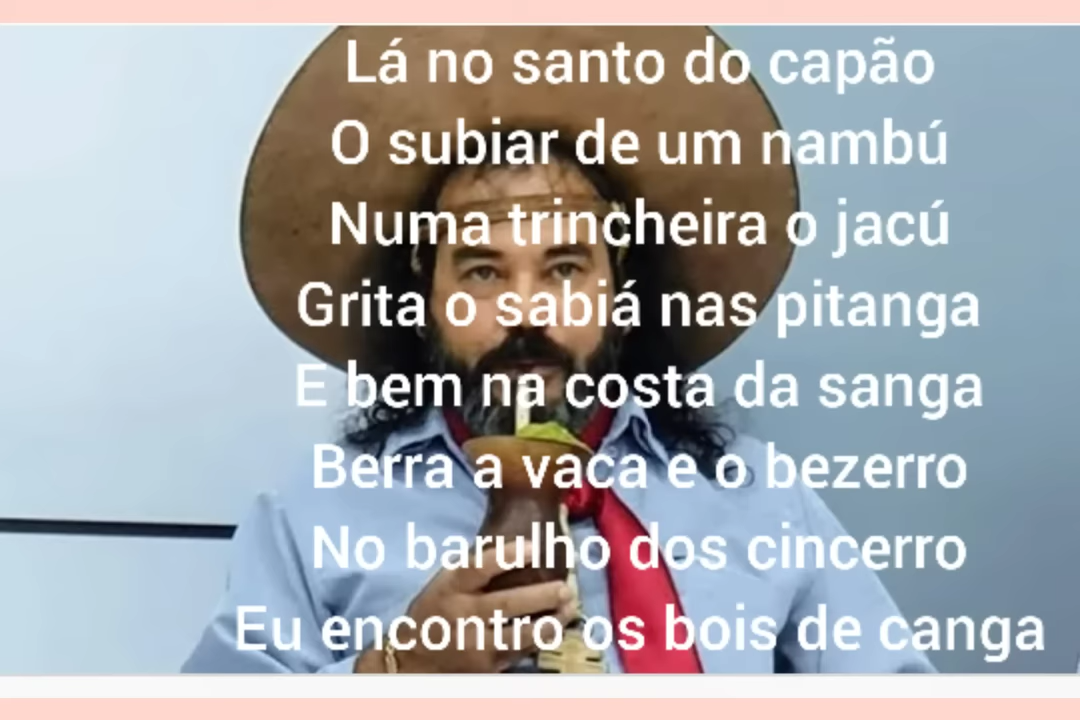 Lá no santo do capão
O subiar de um nambú
Numa trincheira o jacú
Grita o sabiá nas pitanga
E bem na costa da sanga
Berra a vaca e o bezerro
No barulho dos cincerro
Eu encontro os bois de canga